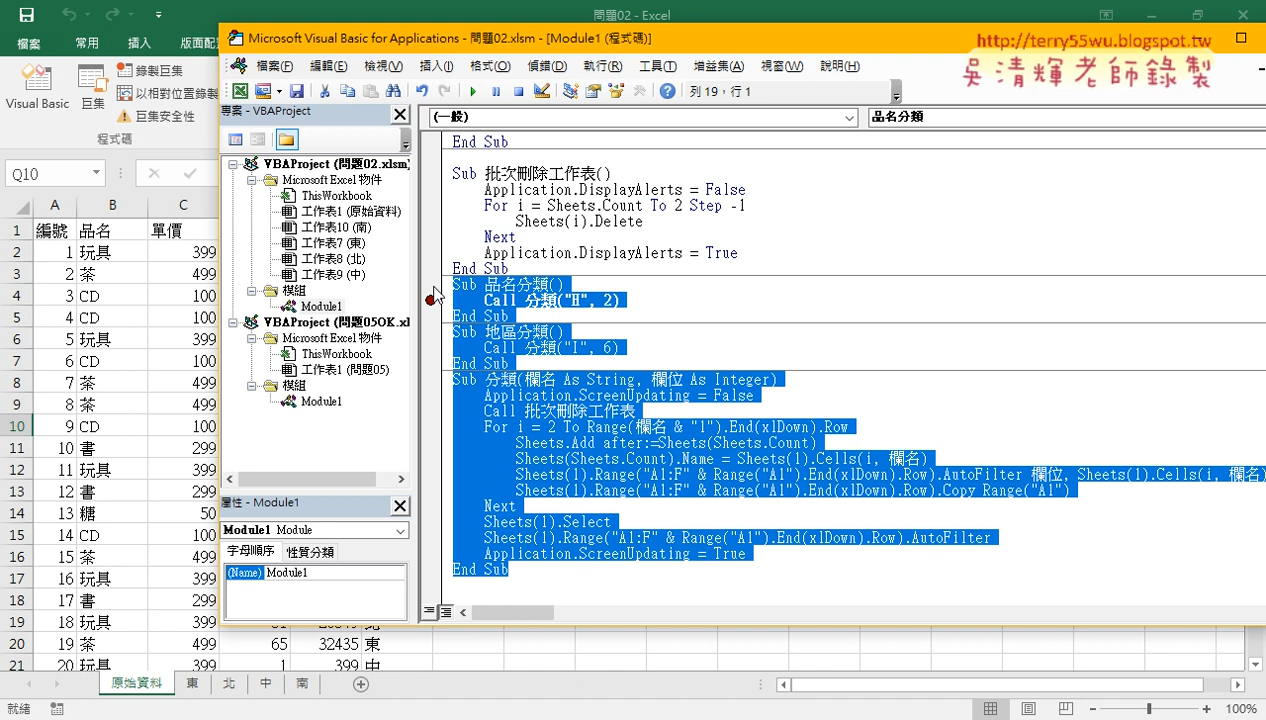 問題02 - Excel
檔案 常用 插入 版面配
Visual Basic 巨集 錄製巨集
以相對位置錄製
巨集安全性
程式碼
Microsoft Visual Basic for Applications - 問題02.xlsm - [Module1 (程式碼)]
http://terry55wu.blogspot.tw
吳清輝老師錄製
檔案(F) 編輯(E) 檢視(V) 插入(I) 格式(O) 偵錯(D) 執行(R) 工具(T) 增益集(A) 視窗(W) 說明(H)
列 19，行 1
專案 - VBAProject
VBAProject (問題02.xlsm)
Microsoft Excel 物件
ThisWorkbook
工作表1 (原始資料)
工作表10 (南)
工作表7 (東)
工作表8 (北)
工作表9 (中)
模組
Module1
VBAProject (問題05OK.xl
Microsoft Excel 物件
ThisWorkbook
工作表1 (問題05)
模組
Module1
屬性 - Module1
Module1 Module
字母順序 性質分類
(Name) Module1
(一般) 品名分類
End Sub
Sub 批次刪除工作表()
Application.DisplayAlerts = False
For i = Sheets.Count To 2 Step -1
Sheets(i).Delete
Next
Application.DisplayAlerts = True
End Sub
Sub 品名分類()
Call 分類("H", 2)
End Sub
Sub 地區分類()
Call 分類("I", 6)
End Sub
Sub 分類(欄名 As String, 欄位 As Integer)
Application.ScreenUpdating = False
Call 批次刪除工作表
For i = 2 To Range(欄名 & "1").End(xlDown).Row
Sheets.Add after:=Sheets(Sheets.Count)
Sheets(Sheets.Count).Name = Sheets(1).Cells(i, 欄名)
Sheets(1).Range("A1:F" & Range("A1").End(xlDown).Row).AutoFilter 欄位, Sheets(1).Cells(i, 欄名)
Sheets(1).Range("A1:F" & Range("A1").End(xlDown).Row).Copy Range("A1")
Next
Sheets(1).Select
Sheets(1).Range("A1:F" & Range("A1").End(xlDown).Row).AutoFilter
Application.ScreenUpdating = True
End Sub
Q10
A B C
1 編號 品名 單價
2 1 玩具 399
3 2 茶 499
4 3 CD 100
5 4 CD 100
6 5 玩具 399
7 6 CD 100
8 7 茶 499
9 8 茶 499
10 9 CD 100
11 10 書 299
12 11 玩具 399
13 12 書 299
14 13 糖 50
15 14 CD 100
16 15 茶 499
17 16 玩具 399
18 17 書 299
19 18 玩具 399
20 19 茶 499 65 32435 東
21 20 玩具 399 1 399 中
原始資料 東 北 中 南
就緒
100%